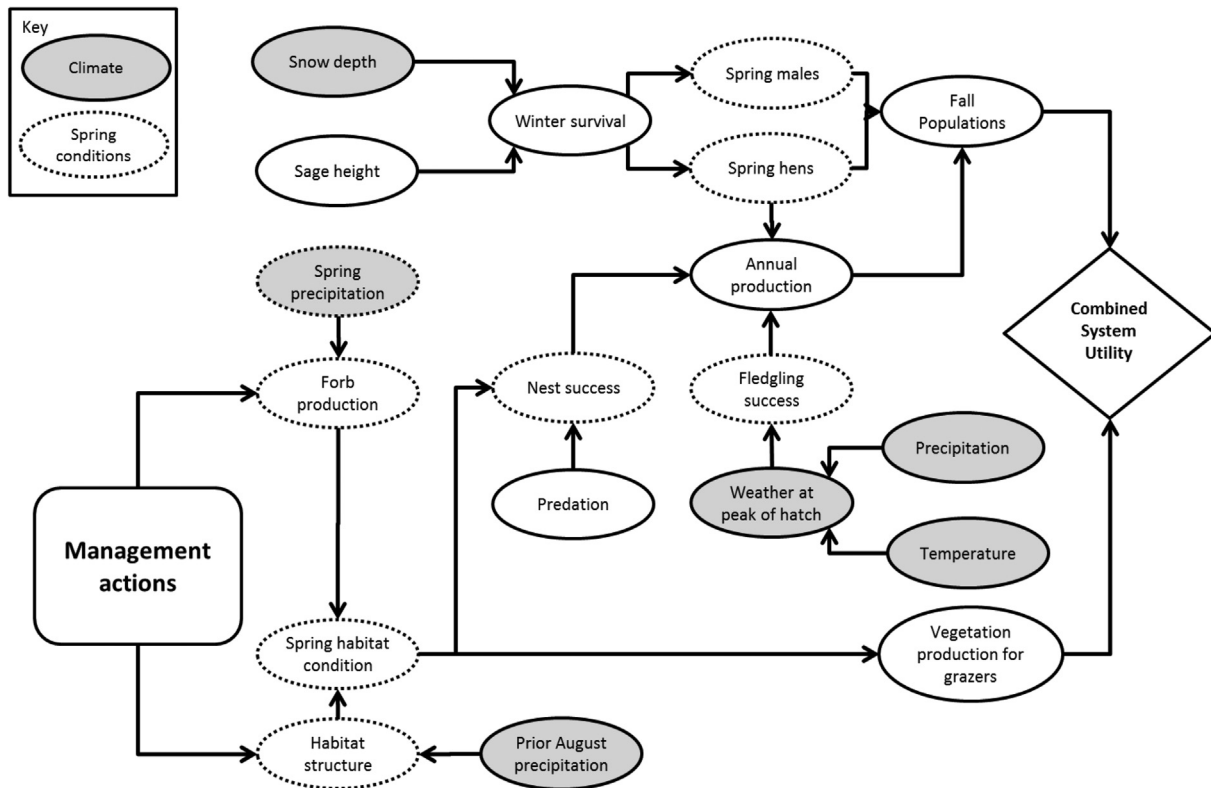 Key
Climate
Spring
conditions
Snow depth
Sage height
Winter survival
Spring males
Spring hens
Fall
Populations
Spring
precipitation
Annual
production
Combined
System
Utility
Forb
production
Nest success
Fledgling
success
Precipitation
Predation
Weather at
peak of hatch
Temperature
Management
actions
Spring habitat
condition
Vegetation
production for
grazers
Habitat
structure
Prior August
precipitation